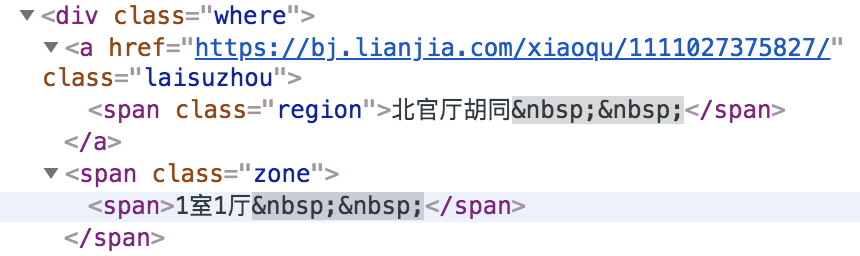 ▼<div class="where">
▼<a href="https://bj.lianjia.com/xiaoqu/1111027375827/"
class="laisuzhou">
<span class="region">北官厅胡同&nbsp;&nbsp;</span>
</a>
▼<span class="zone">
<span>1室1厅&nbsp;&nbsp;</span>
</span>